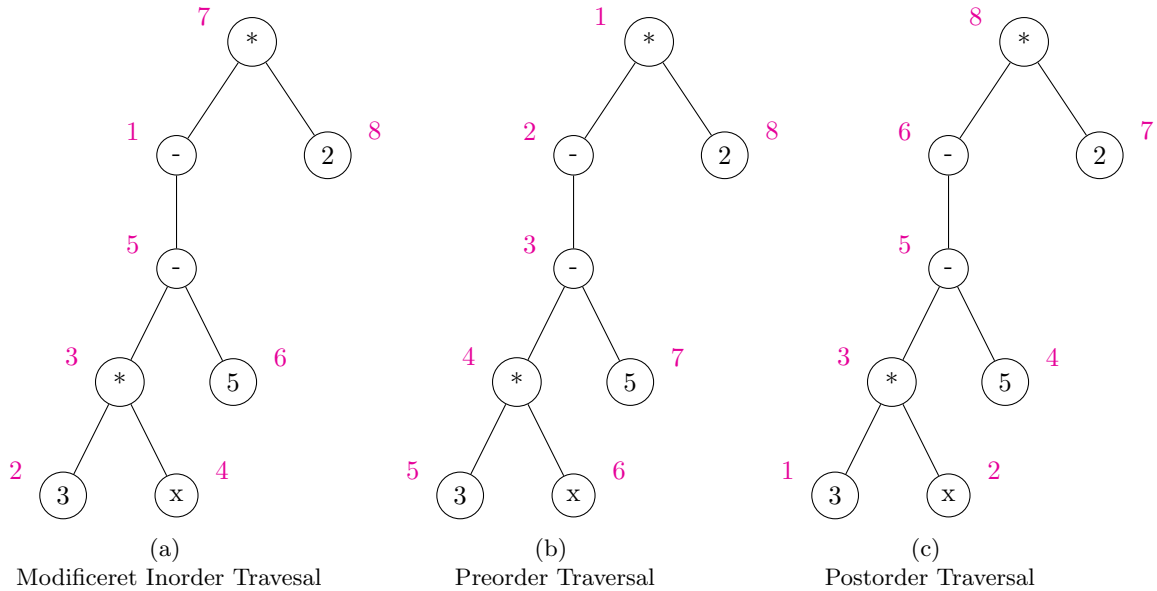 7 * 1 * 8 *
1 - 2 8 2 - 2 8 6 - 2 7
5 - 3 - 5 -
3 * 5 6 4 * 5 7 3 * 5 4
2 3 x 4 5 3 x 6 1 3 x 2
(a) (b) (c)
Modificeret Inorder Travesal Preorder Traversal Postorder Traversal